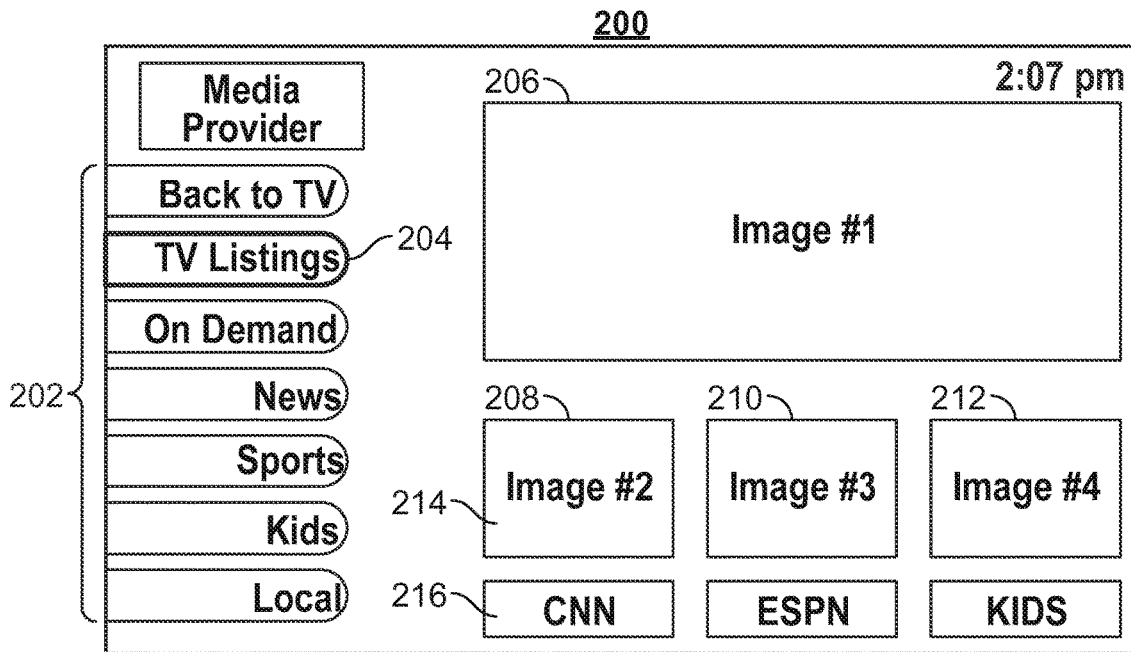 200
2:07 pm
Media
Provider
206
Back to TV
TV Listings
204
Image #1
On Demand
202
News
208
210
212
Sports
Image #2
Image #3
Image #4
214
Kids
Local
216
CNN
ESPN
KIDS